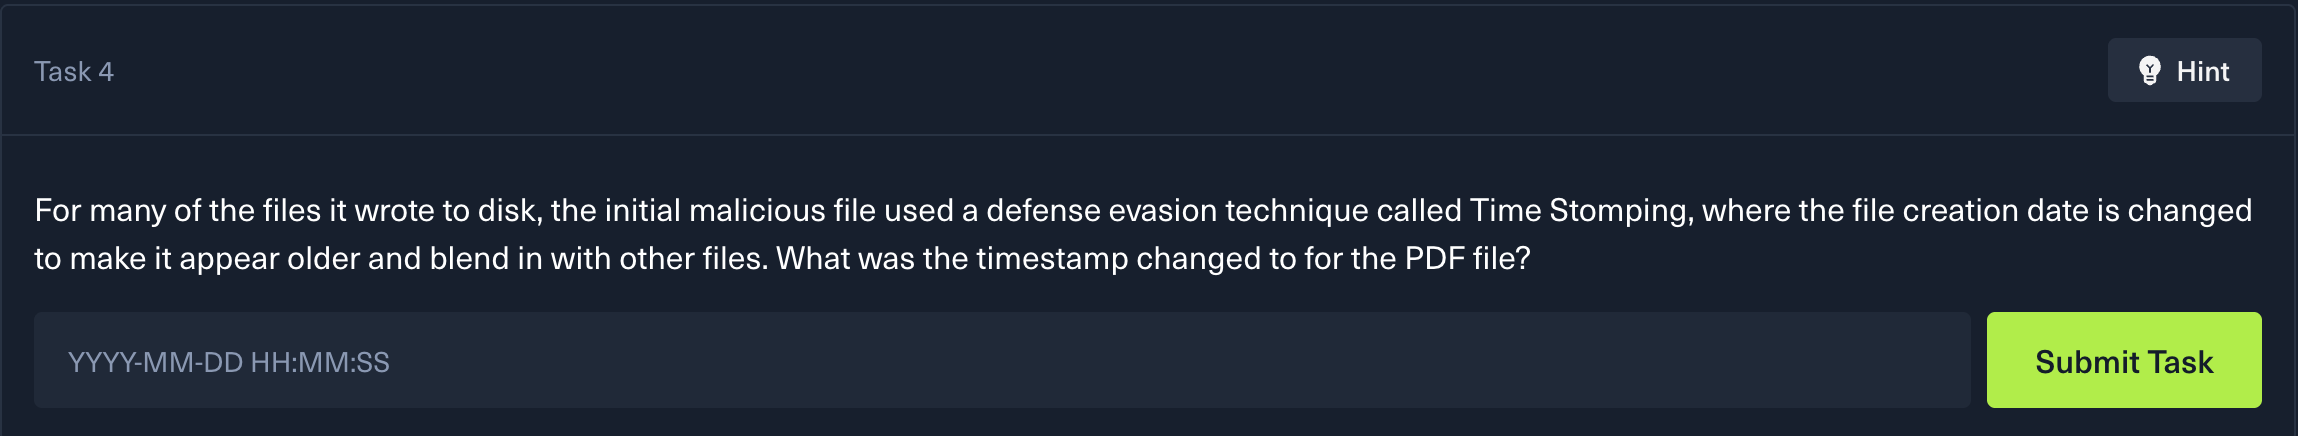 Task 4
Hint
For many of the files it wrote to disk, the initial malicious file used a defense evasion technique called Time Stomping, where the file creation date is changed
to make it appear older and blend in with other files. What was the timestamp changed to for the PDF file?
YYYY-MM-DD HH:MM:SS
Submit Task